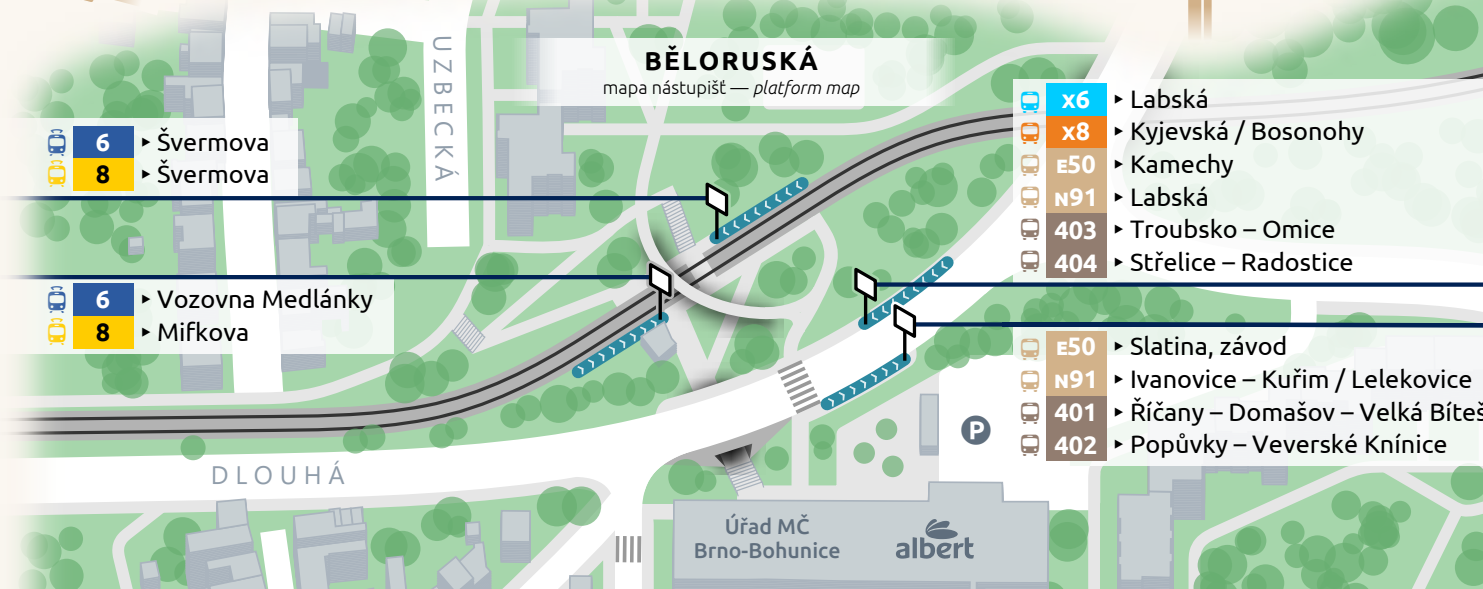 BĚLORUSKÁ
mapa nástupišť — platform map
UZBECKÁ
6 ▸ Švermova
8 ▸ Švermova
6 ▸ Vozovna Medlánky
8 ▸ Mifkova
x6 ▸ Labská
x8 ▸ Kyjevská / Bosonohy
E50 ▸ Kamechy
N91 ▸ Labská
403 ▸ Troubsko – Omice
404 ▸ Střelice – Radostice
E50 ▸ Slatina, závod
N91 ▸ Ivanovice – Kuřim / Lelekovice
401 ▸ Říčany – Domašov – Velká Bíteš
402 ▸ Popůvky – Veverské Knínice
P
DLOUHÁ
Úřad MČ
Brno-Bohunice
albert